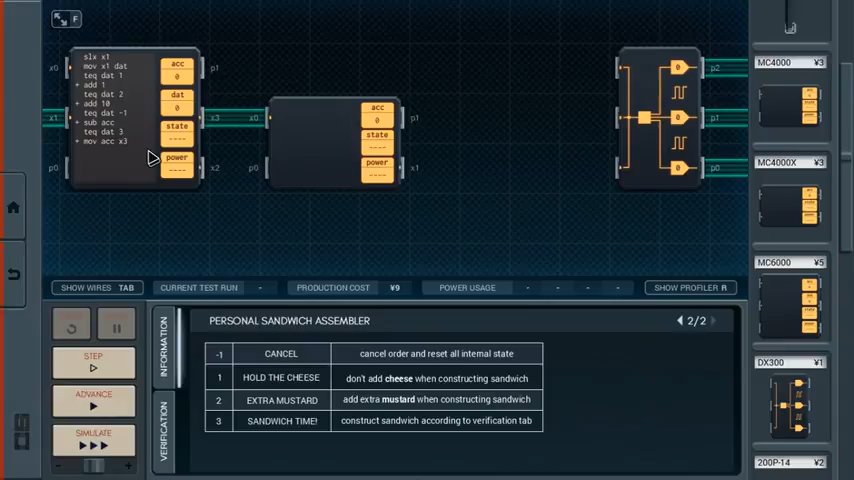 F
slx x1
mov x1 dat
teq dat 1
+ add 1
teq dat 2
+ add 10
teq dat -1
+ sub acc
teq dat 3
+ mov acc x3
acc
0
dat
0
state
----
power
----
x0
x1
p0
p1
x3
x2
x0
p0
acc
0
state
----
power
----
p1
x1
0
0
0
p2
p1
p0
MC4000 ¥3
MC4000X ¥3
MC6000 ¥5
DX300 ¥1
200P-14 ¥2
SHOW WIRES TAB
CURRENT TEST RUN -
PRODUCTION COST ¥9
POWER USAGE - - - -
SHOW PROFILER R
STEP
ADVANCE
SIMULATE
- +
INFORMATION
VERIFICATION
PERSONAL SANDWICH ASSEMBLER 2/2
-1 CANCEL cancel order and reset all internal state
1 HOLD THE CHEESE don't add cheese when constructing sandwich
2 EXTRA MUSTARD add extra mustard when constructing sandwich
3 SANDWICH TIME! construct sandwich according to verification tab